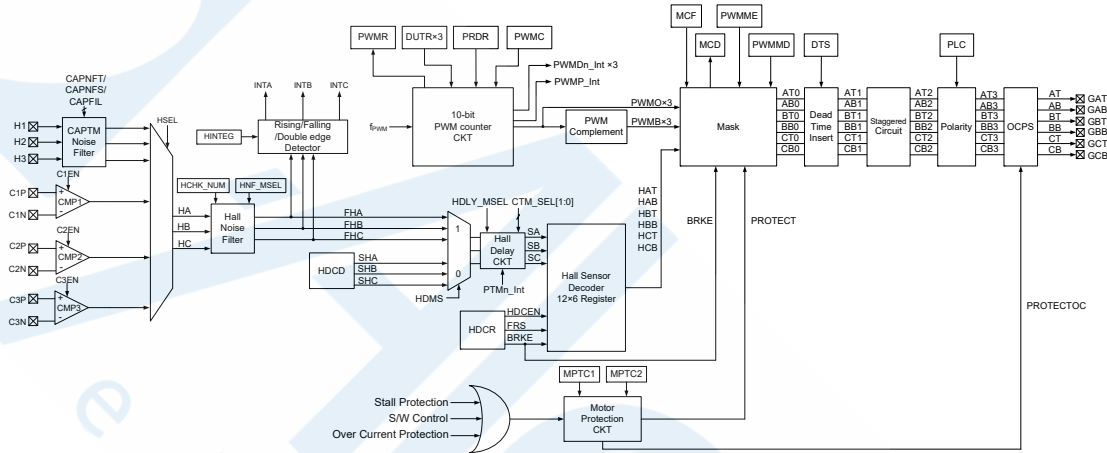 CAPNFT/
CAPNFS/
CAPFIL
H1
H2
H3
CAPTM
Noise
Filter
HSEL
C1EN
C1P
C1N
CMP1
+
-
C2EN
C2P
C2N
CMP2
+
-
C3EN
C3P
C3N
CMP3
+
-
HA
HB
HC
HCHK_NUM
HNF_MSEL
Hall
Noise
Filter
INTA
INTB
INTC
HINTEG
Rising/Falling
/Double edge
Detector
FHA
FHB
FHC
HDCD
SHA
SHB
SHC
1
0
HDMS
HDLY_MSEL
CTM_SEL[1:0]
Hall
Delay
CKT
PTMn_Int
SA
SB
SC
Hall Sensor
Decoder
12×6 Register
HDCR
HDCEN
FRS
BRKE
PWMR
DUTR×3
PRDR
PWMC
fPWM
10-bit
PWM counter
CKT
PWMDn_Int ×3
PWMP_Int
PWM
Complement
PWMO×3
PWMB×3
HAT
HAB
HBT
HBB
HCT
HCB
MCF
MCD
PWMME
PWMMD
Mask
BRKE
PROTECT
AT0
AB0
BT0
BB0
CT0
CB0
DTS
Dead
Time
Insert
AT1
AB1
BT1
BB1
CT1
CB1
Staggered
Circuit
AT2
AB2
BT2
BB2
CT2
CB2
PLC
Polarity
AT3
AB3
BT3
BB3
CT3
CB3
OCPS
AT
AB
BT
BB
CT
CB
GAT
GAB
GBT
GBB
GCT
GCB
PROTECTOC
Stall Protection
S/W Control
Over Current Protection
MPTC1
MPTC2
Motor
Protection
CKT
e